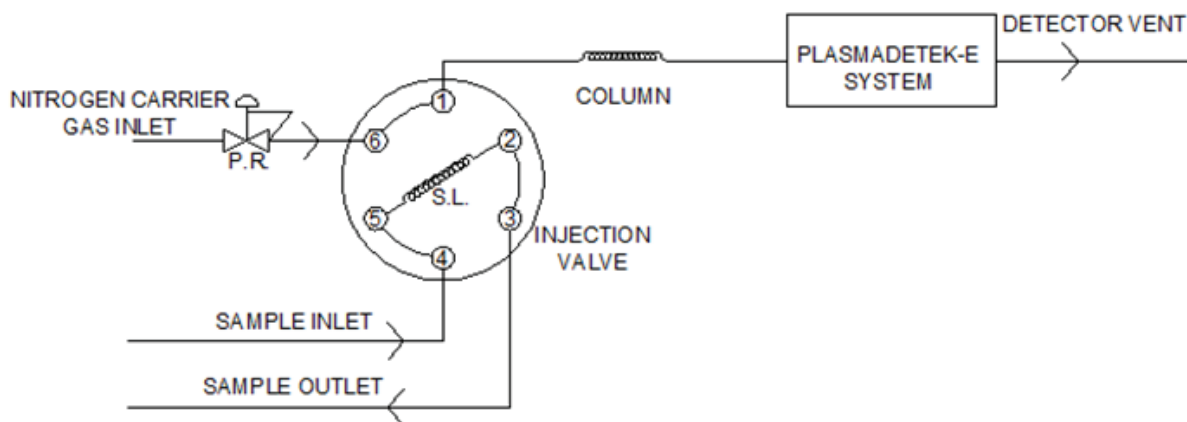 DETECTOR VENT
PLASMADETEK-E
SYSTEM
COLUMN
NITROGEN CARRIER
GAS INLET
P.R.
1
2
3
4
5
6
S.L.
INJECTION
VALVE
SAMPLE INLET
SAMPLE OUTLET